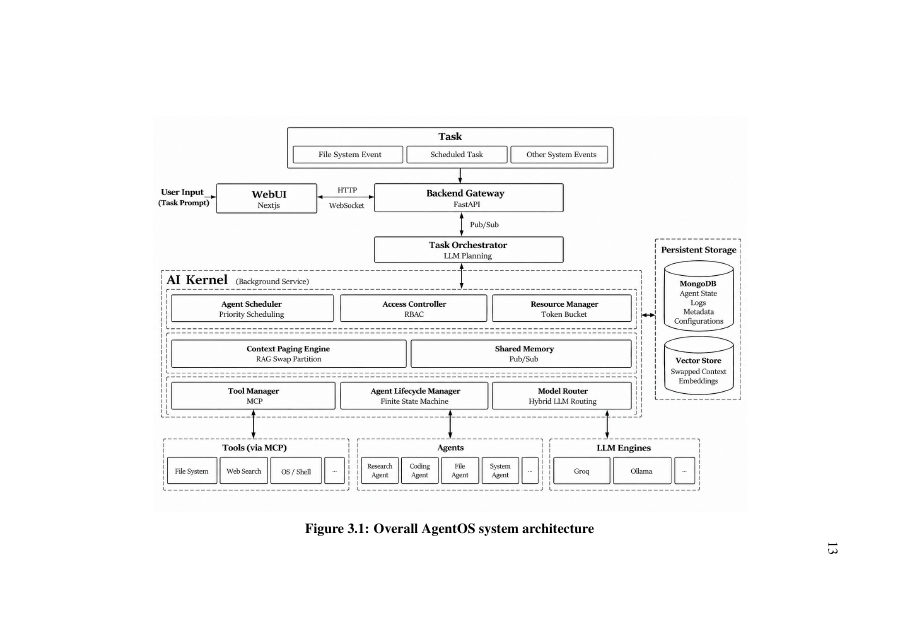 Task
File System Event
Scheduled Task
Other System Events
User Input
(Task Prompt)
WebUI
Nextjs
HTTP
WebSocket
Backend Gateway
FastAPI
Pub/Sub
Task Orchestrator
LLM Planning
AI Kernel (Background Service)
Agent Scheduler
Priority Scheduling
Access Controller
RBAC
Resource Manager
Token Bucket
Context Paging Engine
RAG Swap Partition
Shared Memory
Pub/Sub
Tool Manager
MCP
Agent Lifecycle Manager
Finite State Machine
Model Router
Hybrid LLM Routing
Persistent Storage
MongoDB
Agent State
Logs
Metadata
Configurations
Vector Store
Swapped Context
Embeddings
Tools (via MCP)
File System
Web Search
OS / Shell
...
Agents
Research
Agent
Coding
Agent
File
Agent
System
Agent
...
LLM Engines
Groq
Ollama
...
Figure 3.1: Overall AgentOS system architecture
13